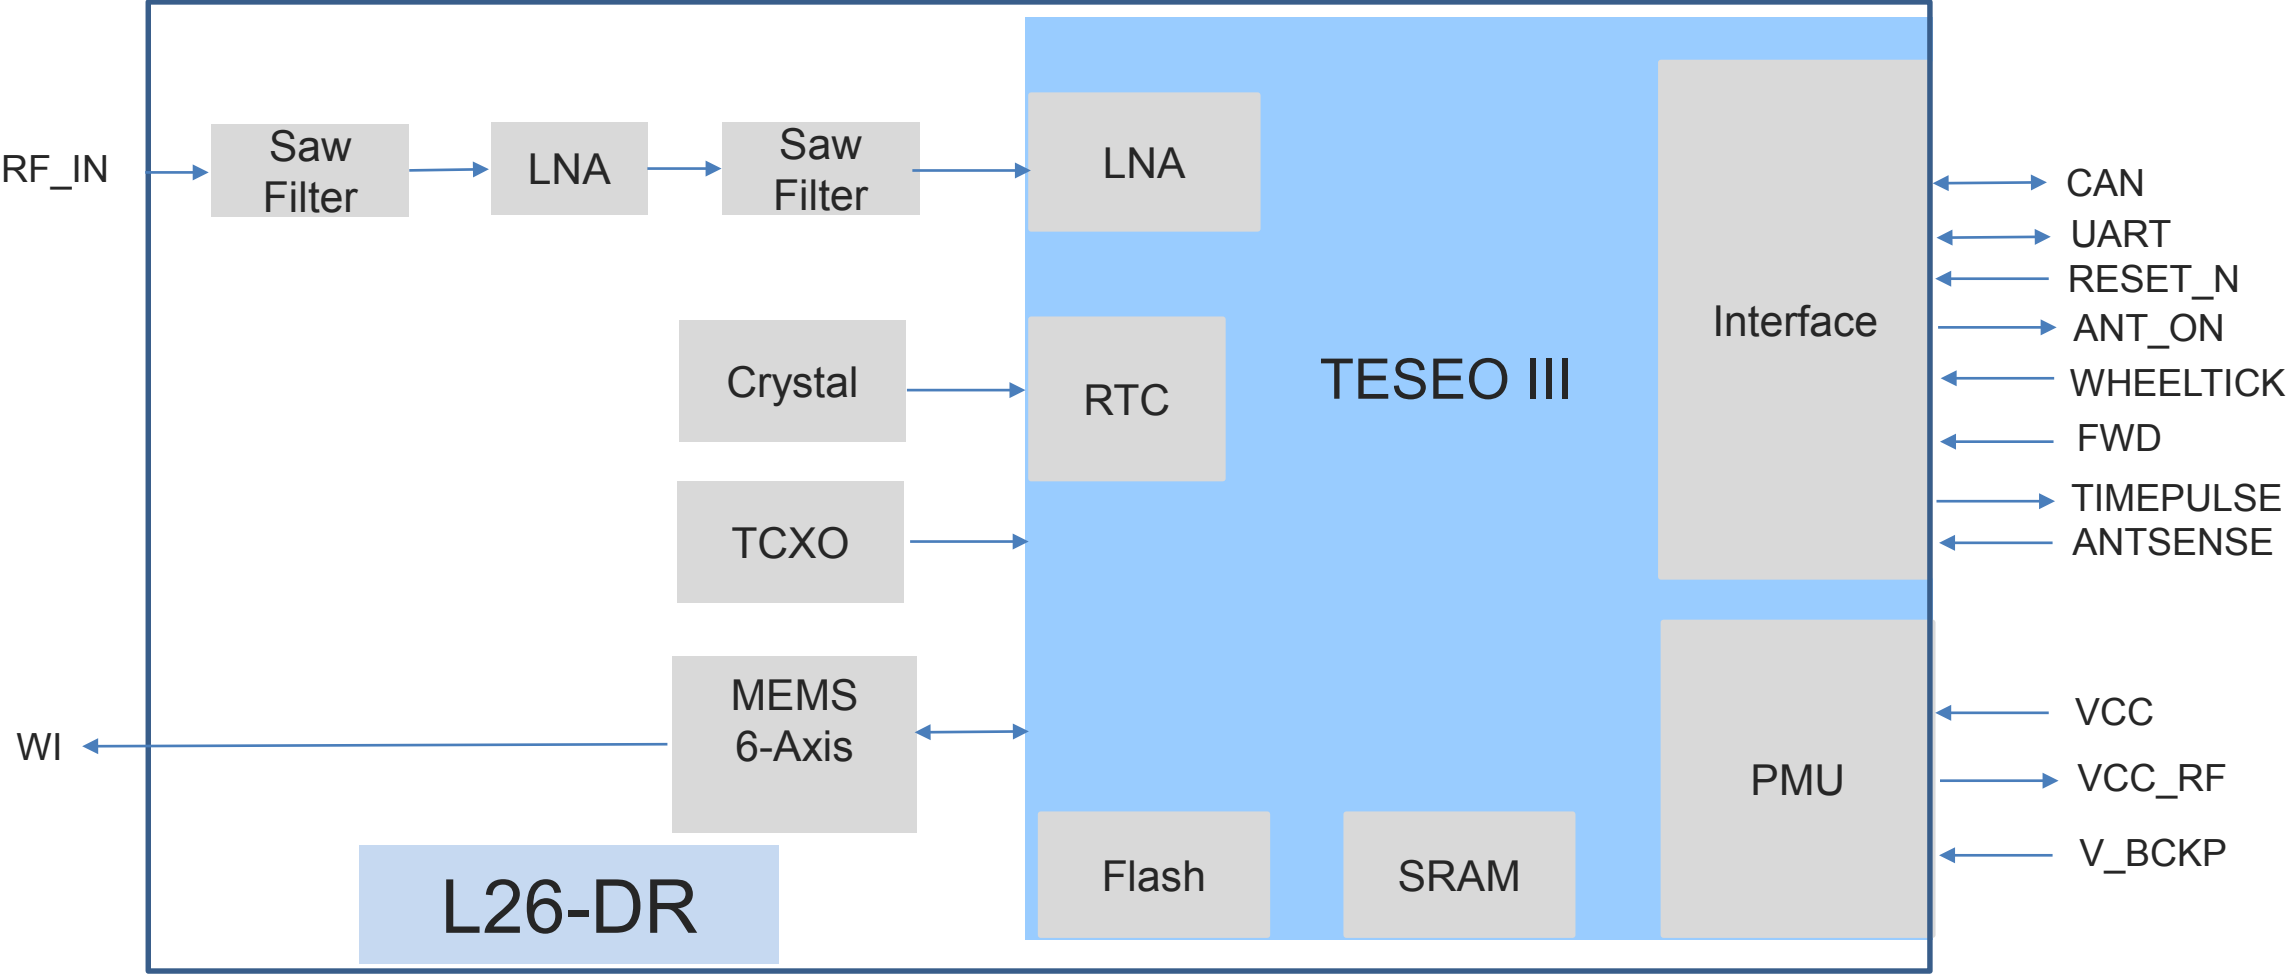 RF_IN
Saw
Filter
LNA
Saw
Filter
LNA
Crystal
RTC
TCXO
MEMS
6-Axis
WI
L26-DR
TESEO III
Flash
SRAM
Interface
PMU
CAN
UART
RESET_N
ANT_ON
WHEELTICK
FWD
TIMEPULSE
ANTSENSE
VCC
VCC_RF
V_BCKP